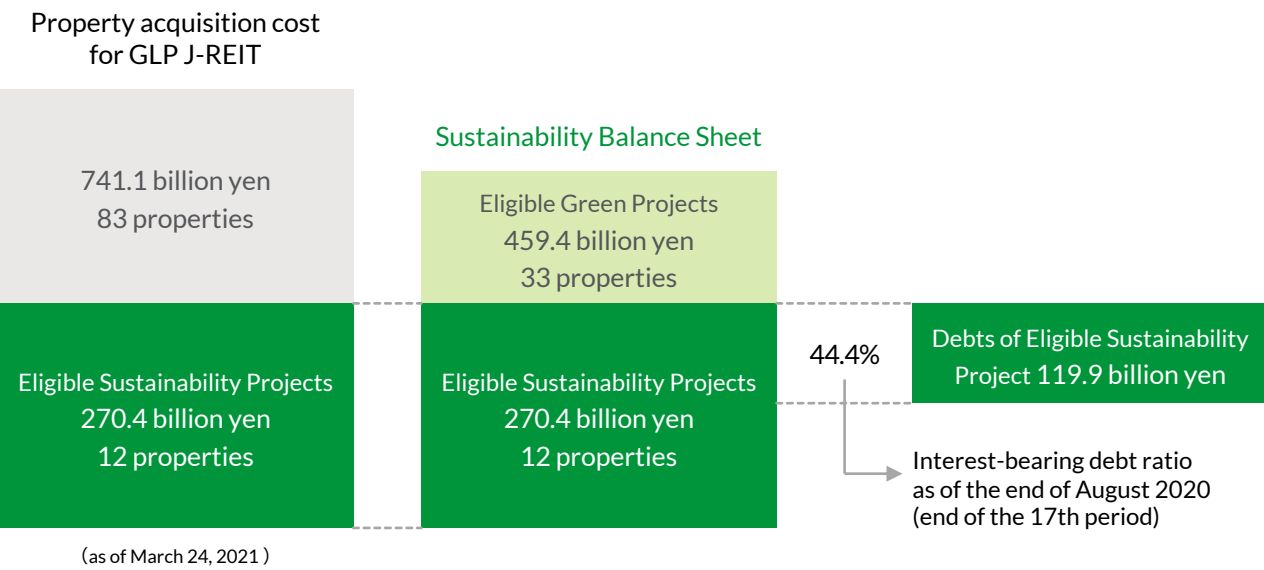 Property acquisition cost
for GLP J-REIT
741.1 billion yen
83 properties
Eligible Sustainability Projects
270.4 billion yen
12 properties
(as of March 24, 2021 )
Sustainability Balance Sheet
Eligible Green Projects
459.4 billion yen
33 properties
Eligible Sustainability Projects
270.4 billion yen
12 properties
44.4%
Debts of Eligible Sustainability
Project 119.9 billion yen
Interest-bearing debt ratio
as of the end of August 2020
(end of the 17th period)